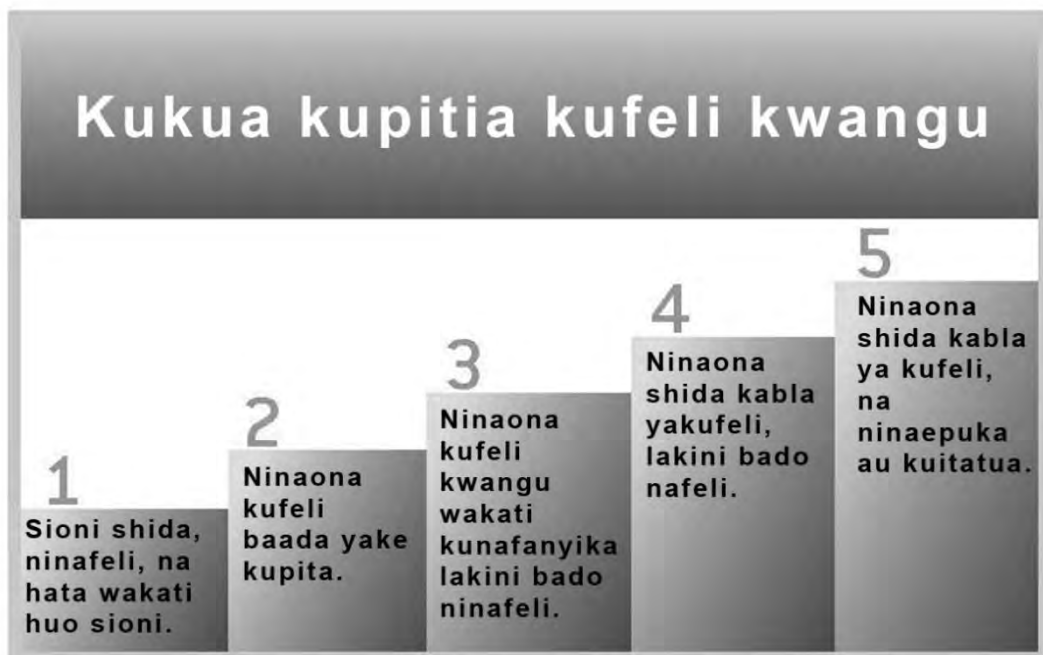 Kukua kupitia kufeli kwangu
1
Sioni shida,
ninafeli, na
hata wakati
huo sioni.
2
Ninaona
kufeli
baada yake
kupita.
3
Ninaona
kufeli
kwangu
wakati
kunafanyika
lakini bado
ninafeli.
4
Ninaona
shida kabla
yakufeli,
lakini bado
nafeli.
5
Ninaona
shida kabla
ya kufeli,
na
ninaepuka
au kuitatua.